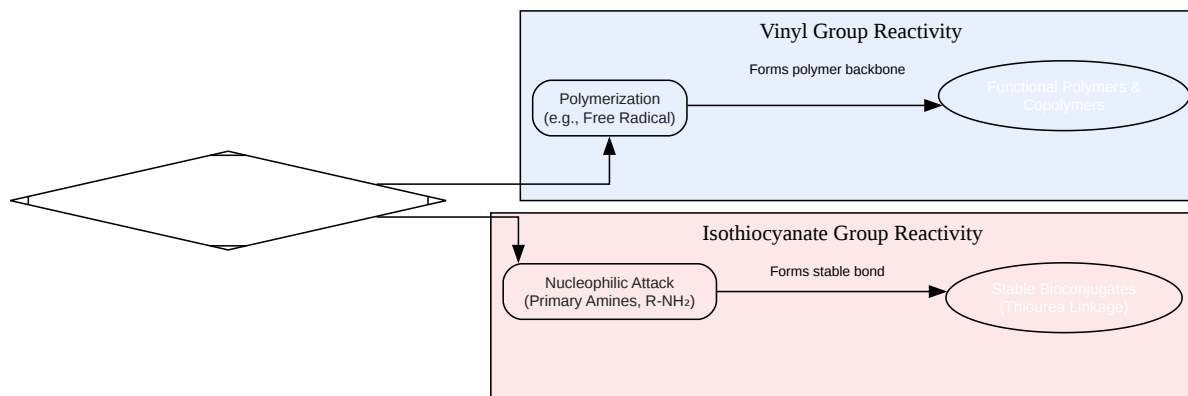 Vinyl Group Reactivity
Forms polymer backbone
Polymerization
(e.g., Free Radical)
Functional Polymers &
Copolymers
Isothiocyanate Group Reactivity
Forms stable bond
Nucleophilic Attack
(Primary Amines, R-NH₂)
Stable Bioconjugates
(Thiourea Linkage)